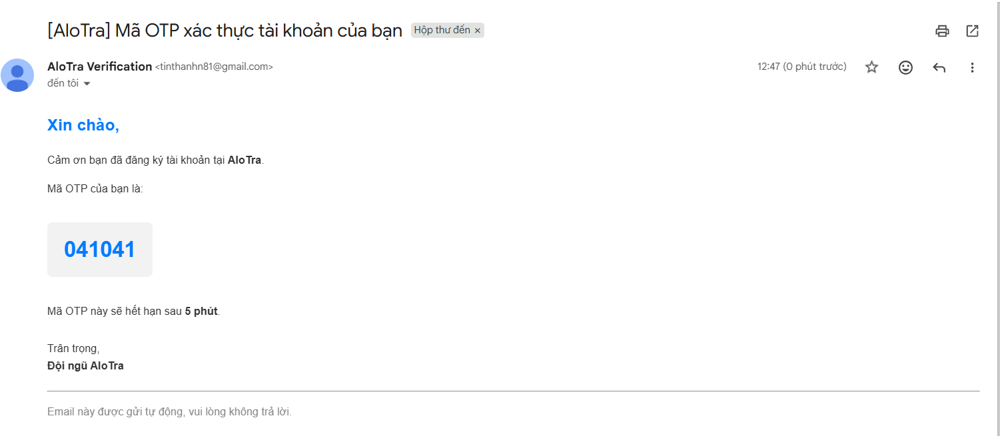 [AloTra] Mã OTP xác thực tài khoản của bạn Hộp thư đến ×
AloTra Verification <tinthanhn81@gmail.com> 12:47 (0 phút trước)
đến tôi
Xin chào,
Cảm ơn bạn đã đăng ký tài khoản tại AloTra.
Mã OTP của bạn là:
041041
Mã OTP này sẽ hết hạn sau 5 phút.
Trân trọng,
Đội ngũ AloTra
Email này được gửi tự động, vui lòng không trả lời.